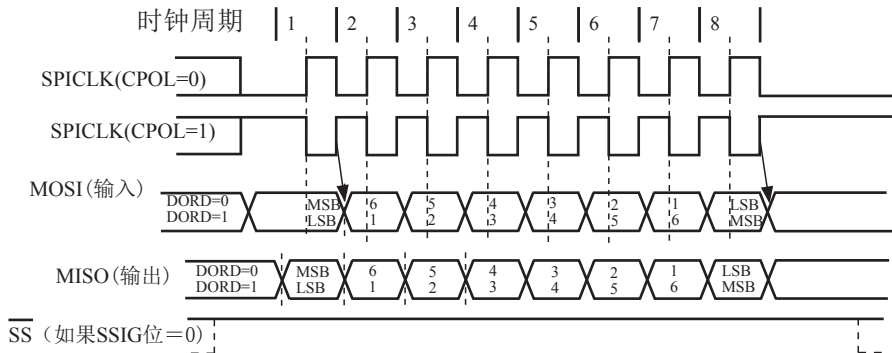 时钟周期 1 2 3 4 5 6 7 8
SPICLK(CPOL=0)
SPICLK(CPOL=1)
MOSI(输入)
DORD=0 MSB 6 5 4 3 2 1 LSB
DORD=1 LSB 1 2 3 4 5 6 MSB
MISO(输出)
DORD=0 MSB 6 5 4 3 2 1 LSB
DORD=1 LSB 1 2 3 4 5 6 MSB
SS（如果SSIG位＝0)